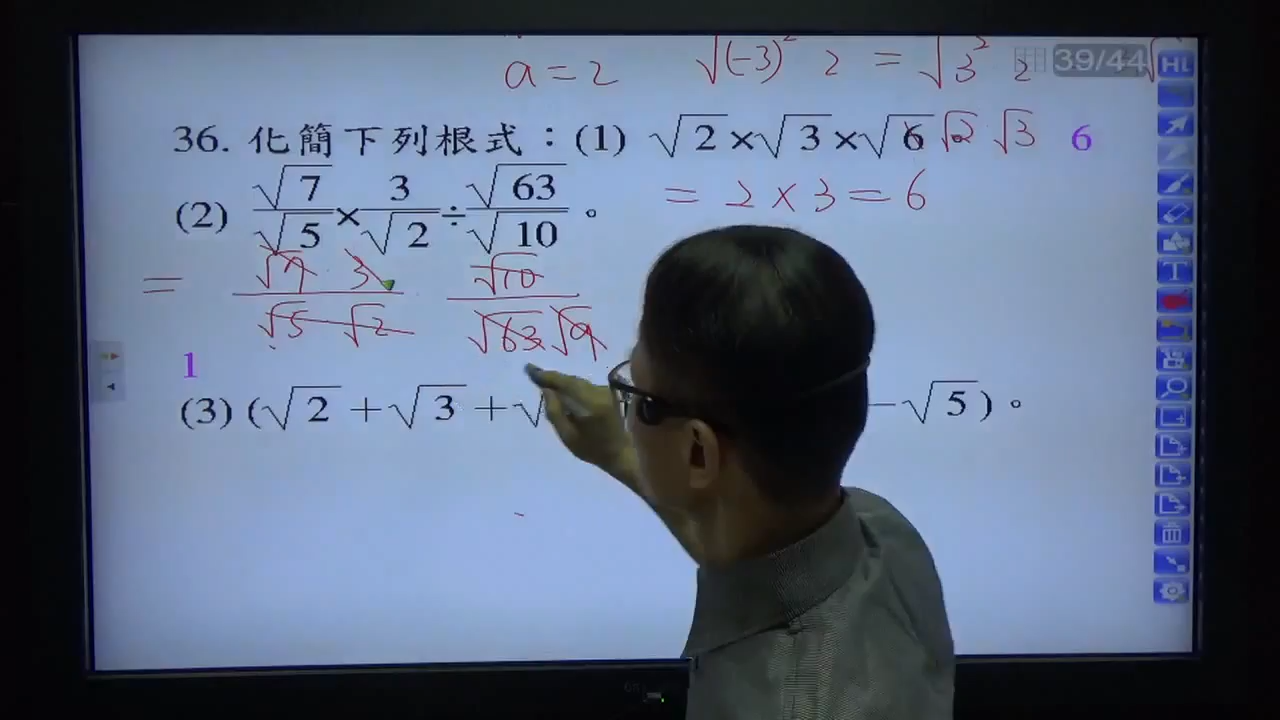 a = 2 √(-3)² 2 = √3² 2
39/44
36. 化簡下列根式：(1) √2×√3×√6 √2 √3 6
= 2 × 3 = 6
(2) √7/√5 × 3/√2 ÷ √63/√10。
= √7 3 / √5 √2 √10 / √63 √9
1
(3) (√2 + √3 + √ − √5)。